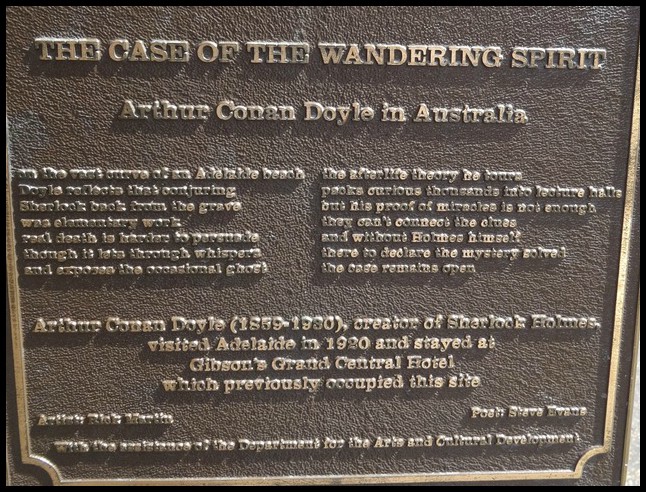 THE CASE OF THE WANDERING SPIRIT
Arthur Conan Doyle in Australia
on the vast curve of an Adelaide beach
Doyle reflects that conjuring
Sherlock back from the grave
was elementary work
real death is harder to persuade
though it lets through whispers
and exposes the occasional ghost
the afterlife theory he tours
packs curious thousands into lecture halls
but his proof of miracles is not enough
they can't connect the clues
and without Holmes himself
there to declare the mystery solved
the case remains open
Arthur Conan Doyle (1859-1930), creator of Sherlock Holmes,
visited Adelaide in 1920 and stayed at
Gibson's Grand Central Hotel
which previously occupied this site
Artist: Rick Martin
Poet: Steve Evans
With the assistance of the Department for the Arts and Cultural Development